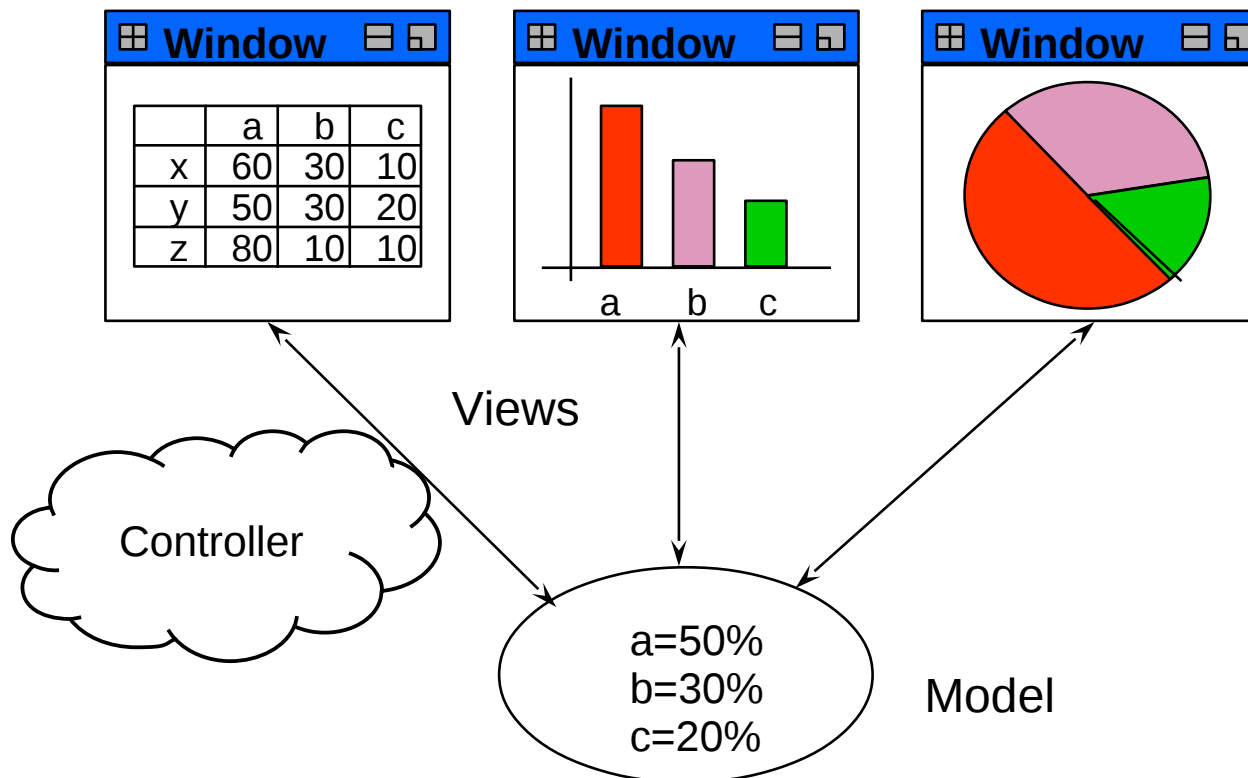 Window
Window
Window
a b c
x 60 30 10
y 50 30 20
z 80 10 10
a b c
Views
Controller
a=50%
b=30%
c=20%
Model